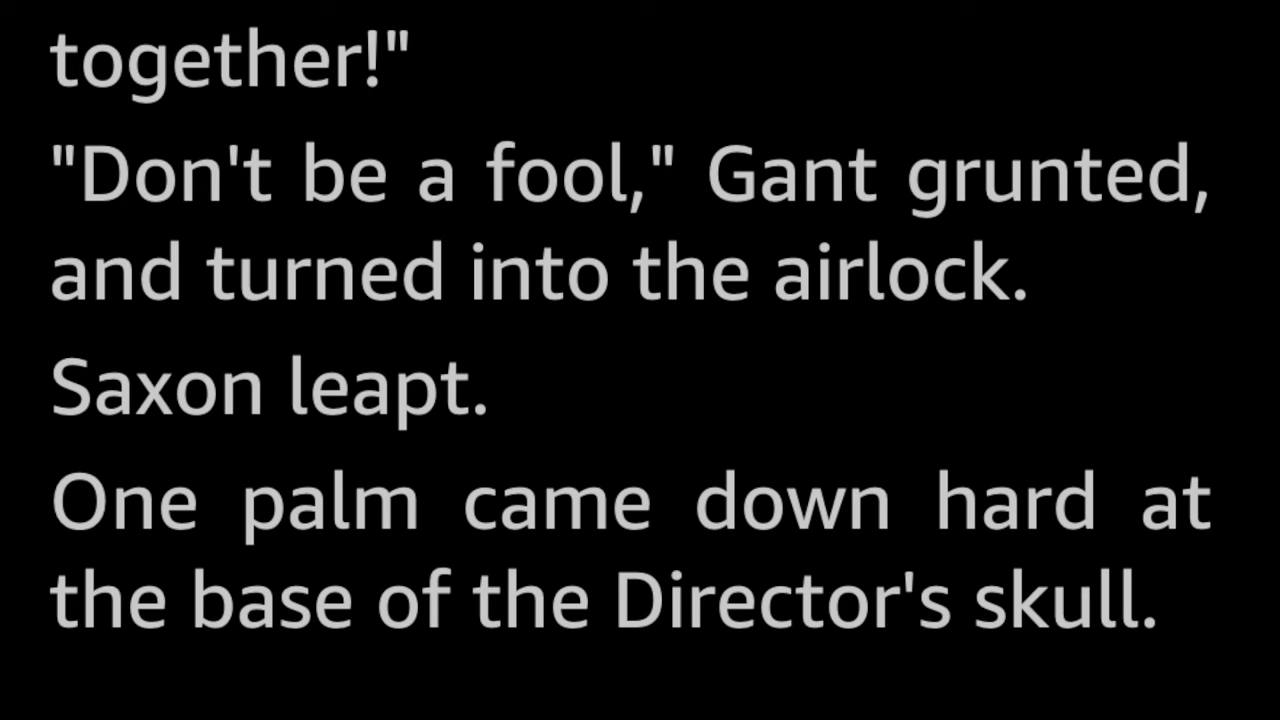 together!"
"Don't be a fool," Gant grunted,
and turned into the airlock.
Saxon leapt.
One palm came down hard at
the base of the Director's skull.